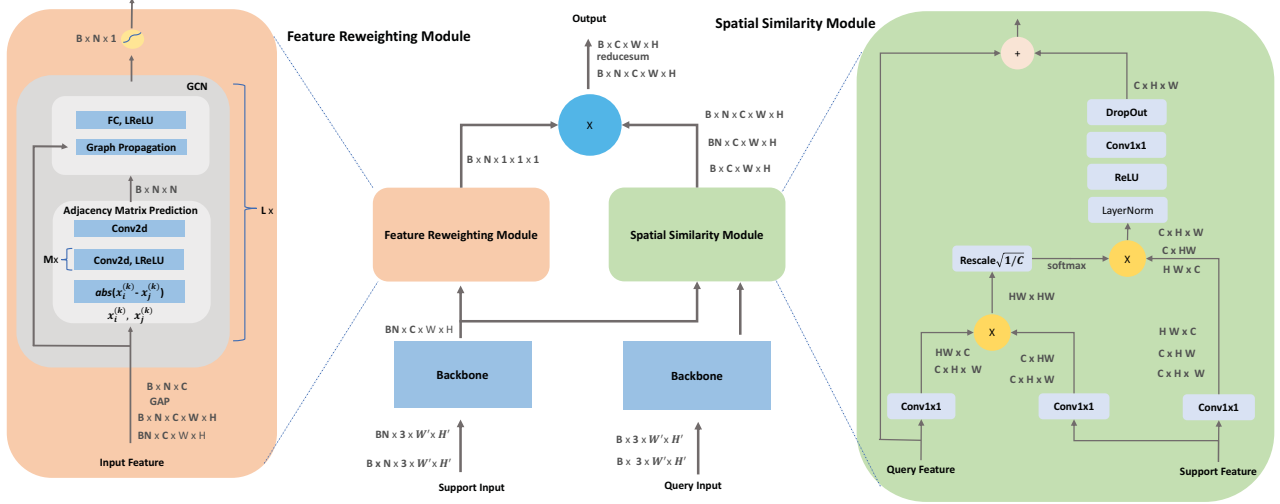 B x N x 1
GCN
FC, LReLU
Graph Propagation
B x N x N
Adjacency Matrix Prediction
Conv2d
Mx
Conv2d, LReLU
abs(x_i^(k) - x_j^(k))
x_i^(k), x_j^(k)
L x
B x N x C
GAP
B x N x C x W x H
BN x C x W x H
Input Feature
Feature Reweighting Module
Output
B x C x W x H
reducesum
B x N x C x W x H
X
B x N x 1 x 1 x 1
B x N x C x W x H
BN x C x W x H
B x C x W x H
Feature Reweighting Module
Spatial Similarity Module
BN x C x W x H
Backbone
Backbone
BN x 3 x W' x H'
B x N x 3 x W' x H'
Support Input
B x 3 x W' x H'
B x 3 x W' x H'
Query Input
Spatial Similarity Module
+
C x H x W
DropOut
Conv1x1
ReLU
LayerNorm
C x H x W
C x HW
H W x C
Rescale√1/C
softmax
X
HW x HW
X
HW x C
C x H x W
C x HW
C x H x W
H W x C
C x H W
C x H x W
Conv1x1
Conv1x1
Conv1x1
Query Feature
Support Feature